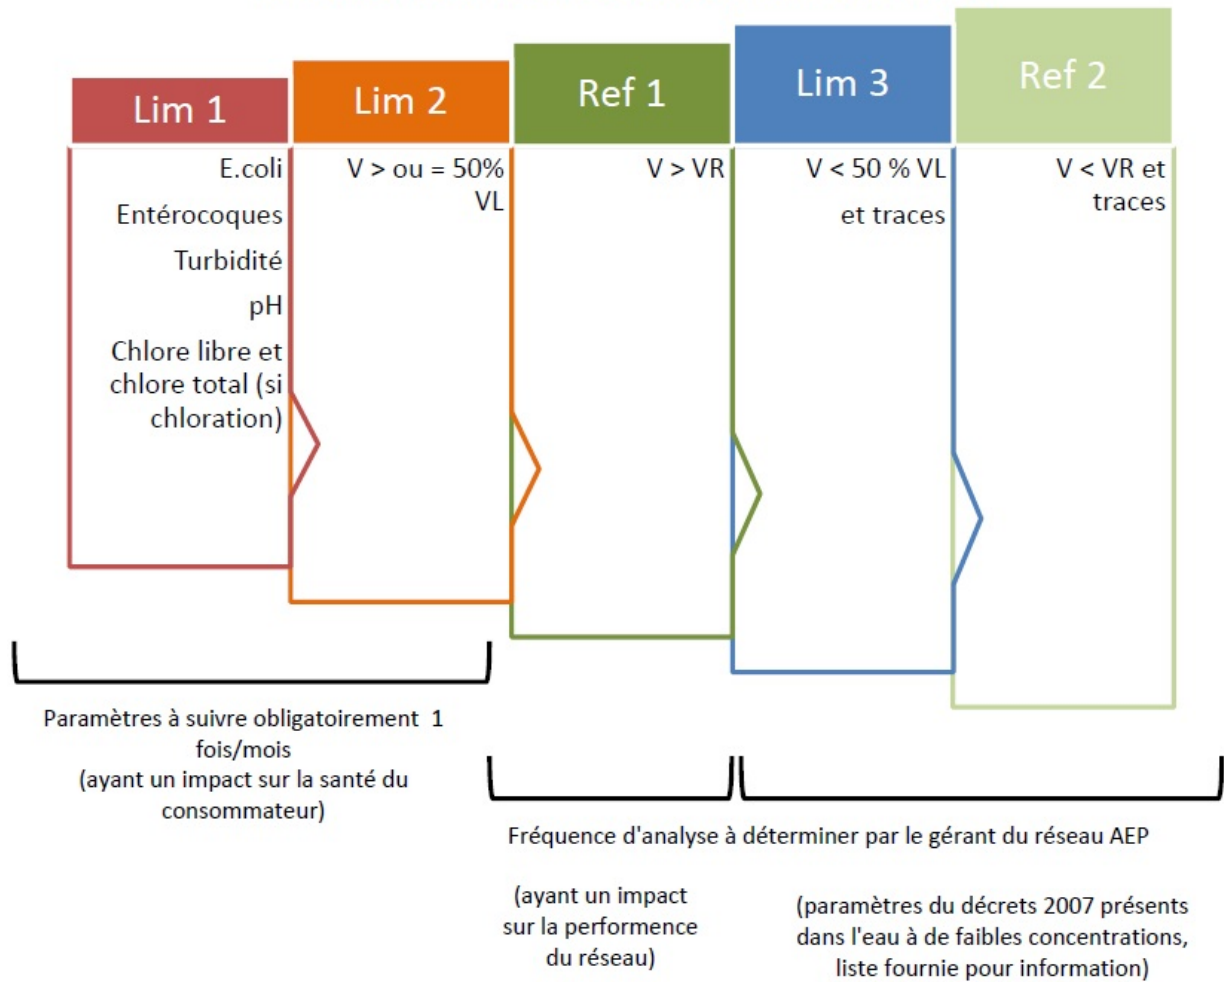 Lim 1
Lim 2
Ref 1
Lim 3
Ref 2
E.coli
Entérocoques
Turbidité
pH
Chlore libre et
chlore total (si
chloration)
V > ou = 50%
VL
V > VR
V < 50 % VL
et traces
V < VR et
traces
Paramètres à suivre obligatoirement 1
fois/mois
(ayant un impact sur la santé du
consommateur)
Fréquence d'analyse à déterminer par le gérant du réseau AEP
(ayant un impact
sur la performence
du réseau)
(paramètres du décrets 2007 présents
dans l'eau à de faibles concentrations,
liste fournie pour information)